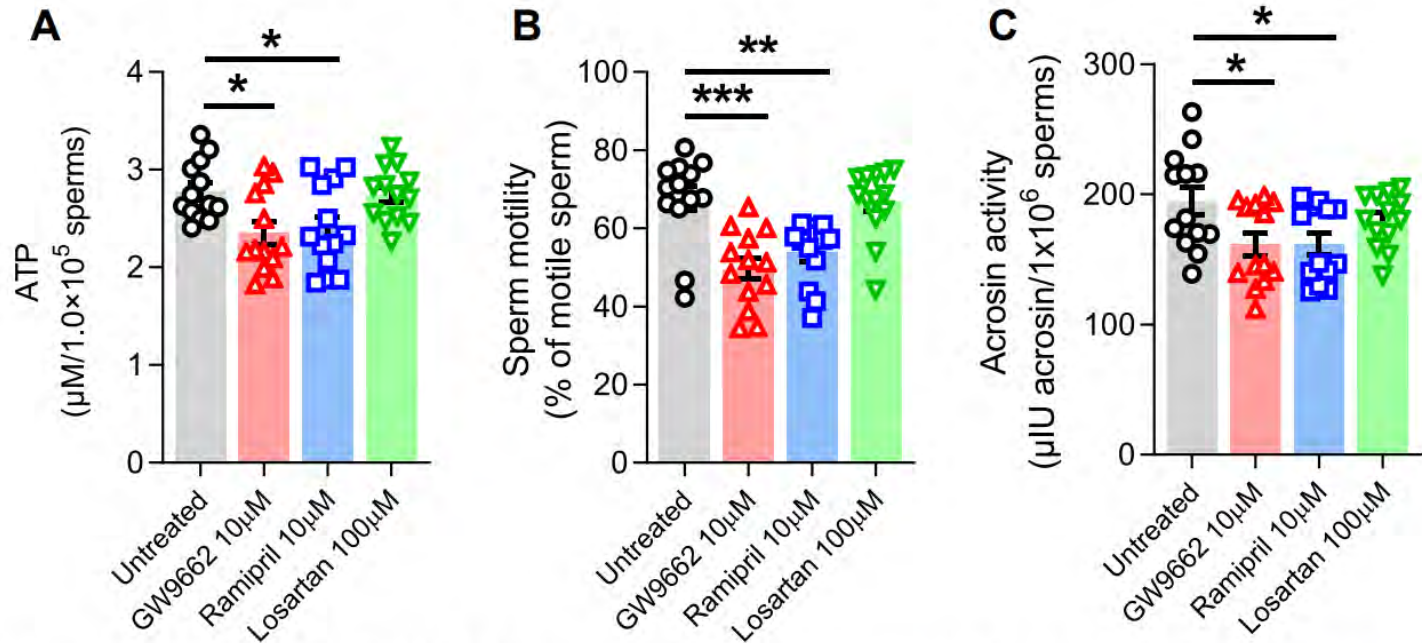 A
*
*
4
3
2
1
0
ATP
(µM/1.0×10⁵ sperms)
Untreated
GW9662 10µM
Ramipril 10µM
Losartan 100µM
B
**
***
100
80
60
40
20
0
Sperm motility
(% of motile sperm)
Untreated
GW9662 10µM
Ramipril 10µM
Losartan 100µM
C
*
*
300
200
100
0
Acrosin activity
(µIU acrosin/1x10⁶ sperms)
Untreated
GW9662 10µM
Ramipril 10µM
Losartan 100µM